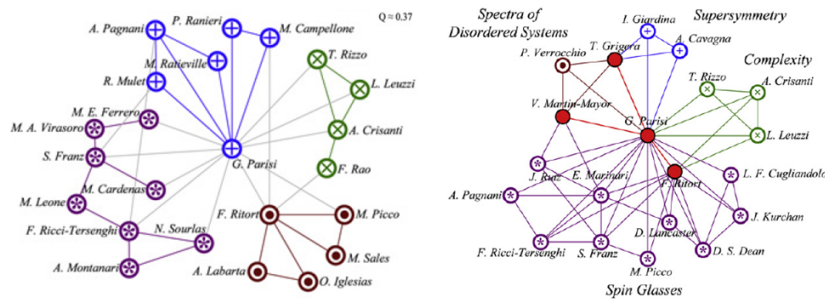 Q = 0.37
A. Pagnani
P. Ranieri
M. Campellone
M. Ratieville
T. Rizzo
R. Mulet
L. Leuzzi
M. E. Ferrero
M. A. Virasoro
A. Crisanti
S. Franz
G. Parisi
F. Rao
M. Cardenas
M. Leone
F. Ritort
M. Picco
F. Ricci-Tersenghi
N. Sourlas
M. Sales
A. Montanari
A. Labarta
O. Iglesias
Spectra of
Disordered Systems
I. Giardina
Supersymmetry
T. Grigera
A. Cavagna
P. Verrocchio
Complexity
T. Rizzo
A. Crisanti
V. Martin-Mayor
G. Parisi
L. Leuzzi
J. Ruiz
E. Marinari
F. Ritort
L. F. Cugliandolo
A. Pagnani
J. Kurchan
D. Lancaster
F. Ricci-Tersenghi
S. Franz
D. S. Dean
M. Picco
Spin Glasses